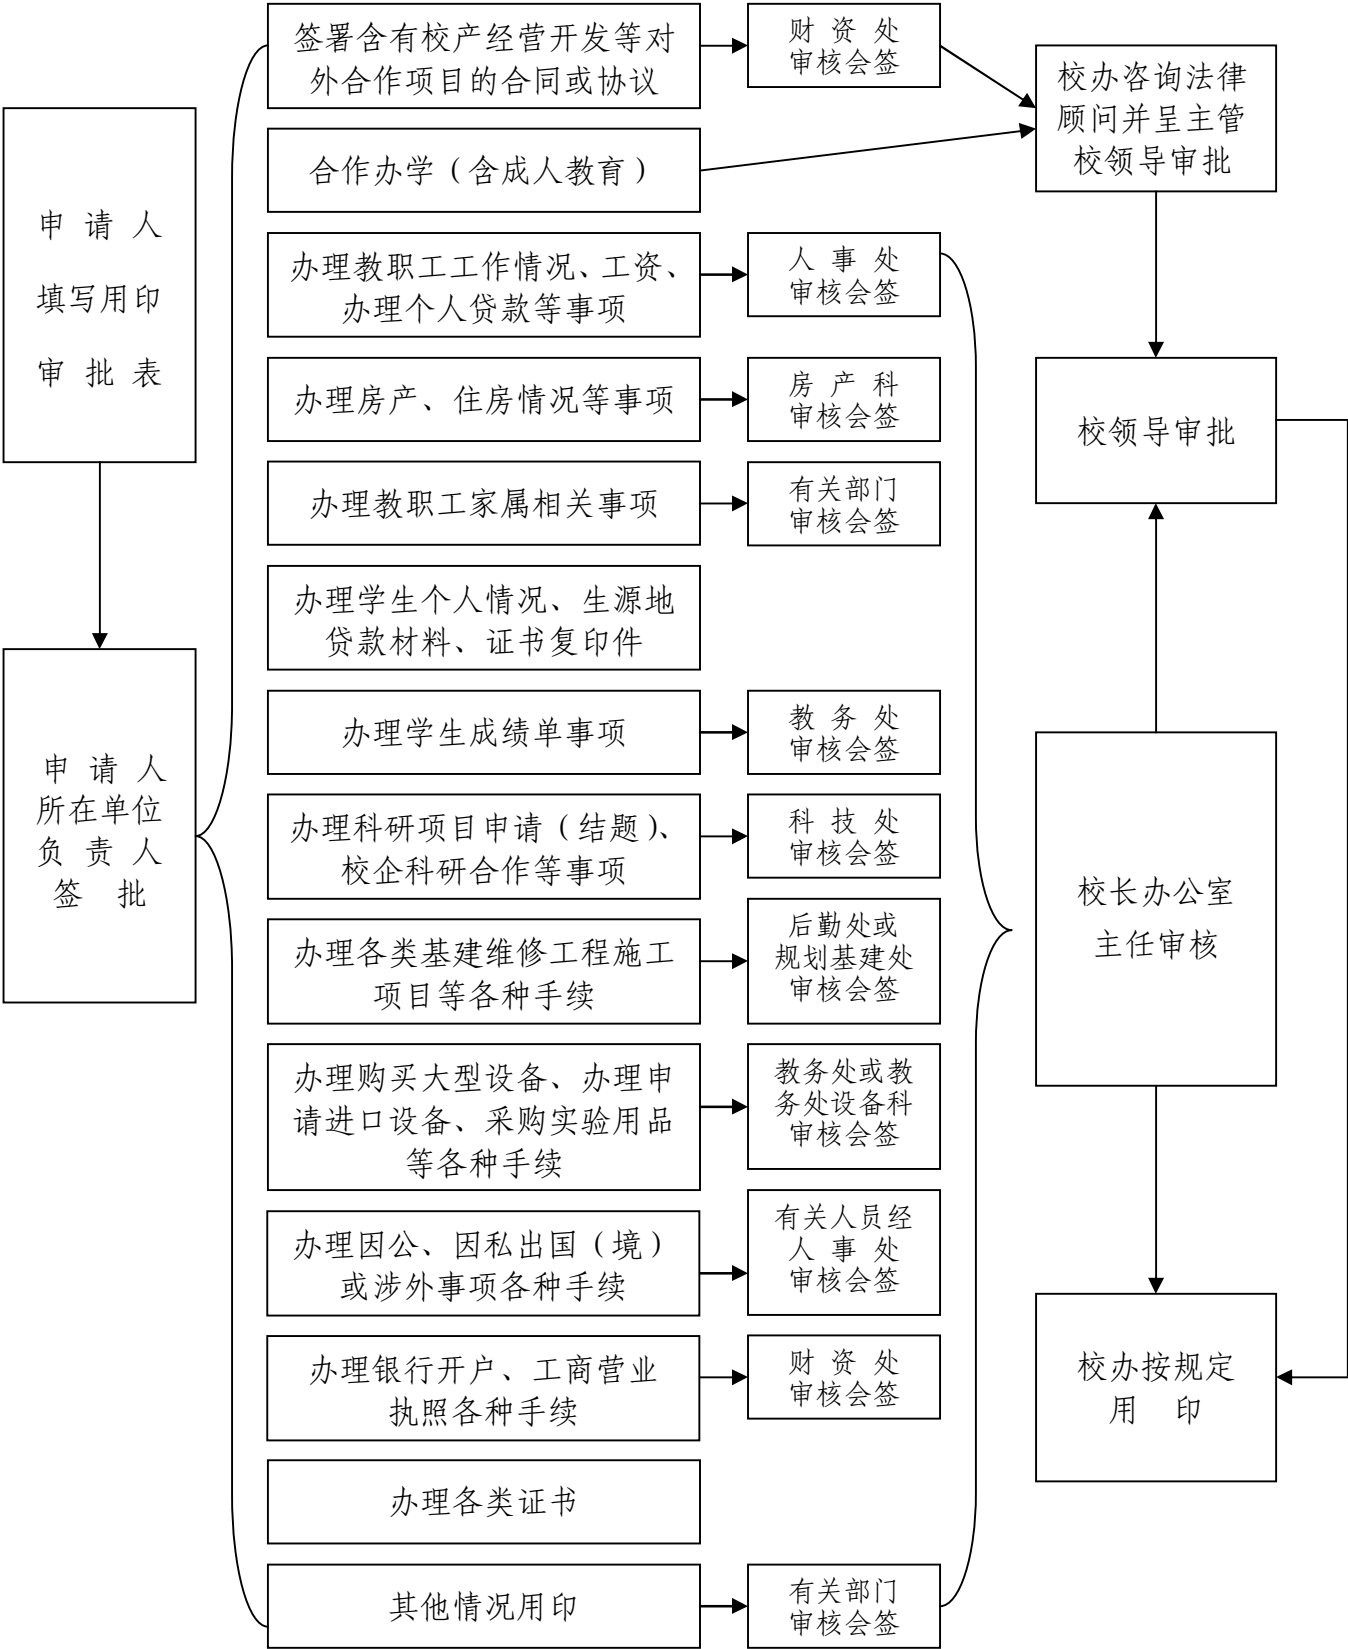 申 请 人
填写用印
审 批 表
申 请 人
所在单位
负 责 人
签 批
签署含有校产经营开发等对
外合作项目的合同或协议
合作办学（含成人教育）
办理教职工工作情况、工资、
办理个人贷款等事项
办理房产、住房情况等事项
办理教职工家属相关事项
办理学生个人情况、生源地
贷款材料、证书复印件
办理学生成绩单事项
办理科研项目申请（结题）、
校企科研合作等事项
办理各类基建维修工程施工
项目等各种手续
办理购买大型设备、办理申
请进口设备、采购实验用品
等各种手续
办理因公、因私出国（境）
或涉外事项各种手续
办理银行开户、工商营业
执照各种手续
办理各类证书
其他情况用印
财 资 处
审核会签
人 事 处
审核会签
房 产 科
审核会签
有关部门
审核会签
教 务 处
审核会签
科 技 处
审核会签
后勤处或
规划基建处
审核会签
教务处或教
务处设备科
审核会签
有关人员经
人 事 处
审核会签
财 资 处
审核会签
有关部门
审核会签
校办咨询法律
顾问并呈主管
校领导审批
校领导审批
校长办公室
主任审核
校办按规定
用 印